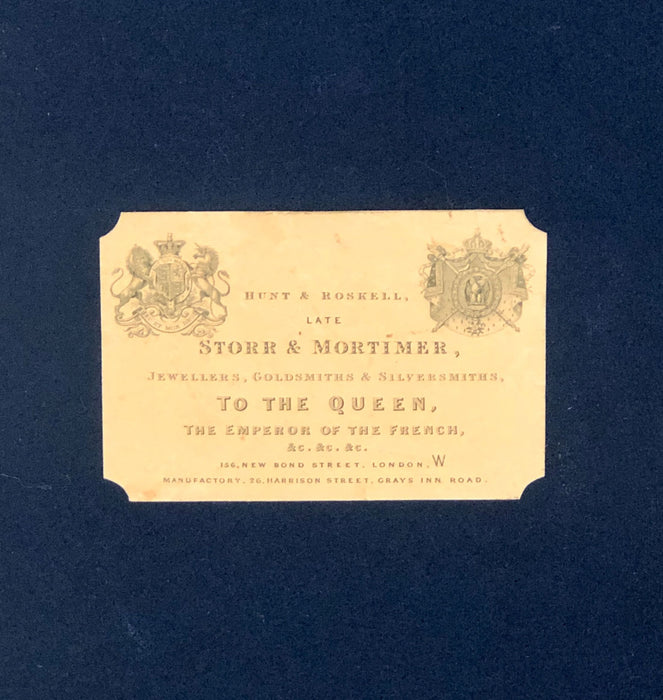 HUNT & ROSKELL,
LATE
STORR & MORTIMER,
JEWELLERS, GOLDSMITHS & SILVERSMITHS,
TO THE QUEEN,
THE EMPEROR OF THE FRENCH,
&c. &c. &c.
156, NEW BOND STREET, LONDON, W
MANUFACTORY, 26, HARRISON STREET, GRAYS INN ROAD.